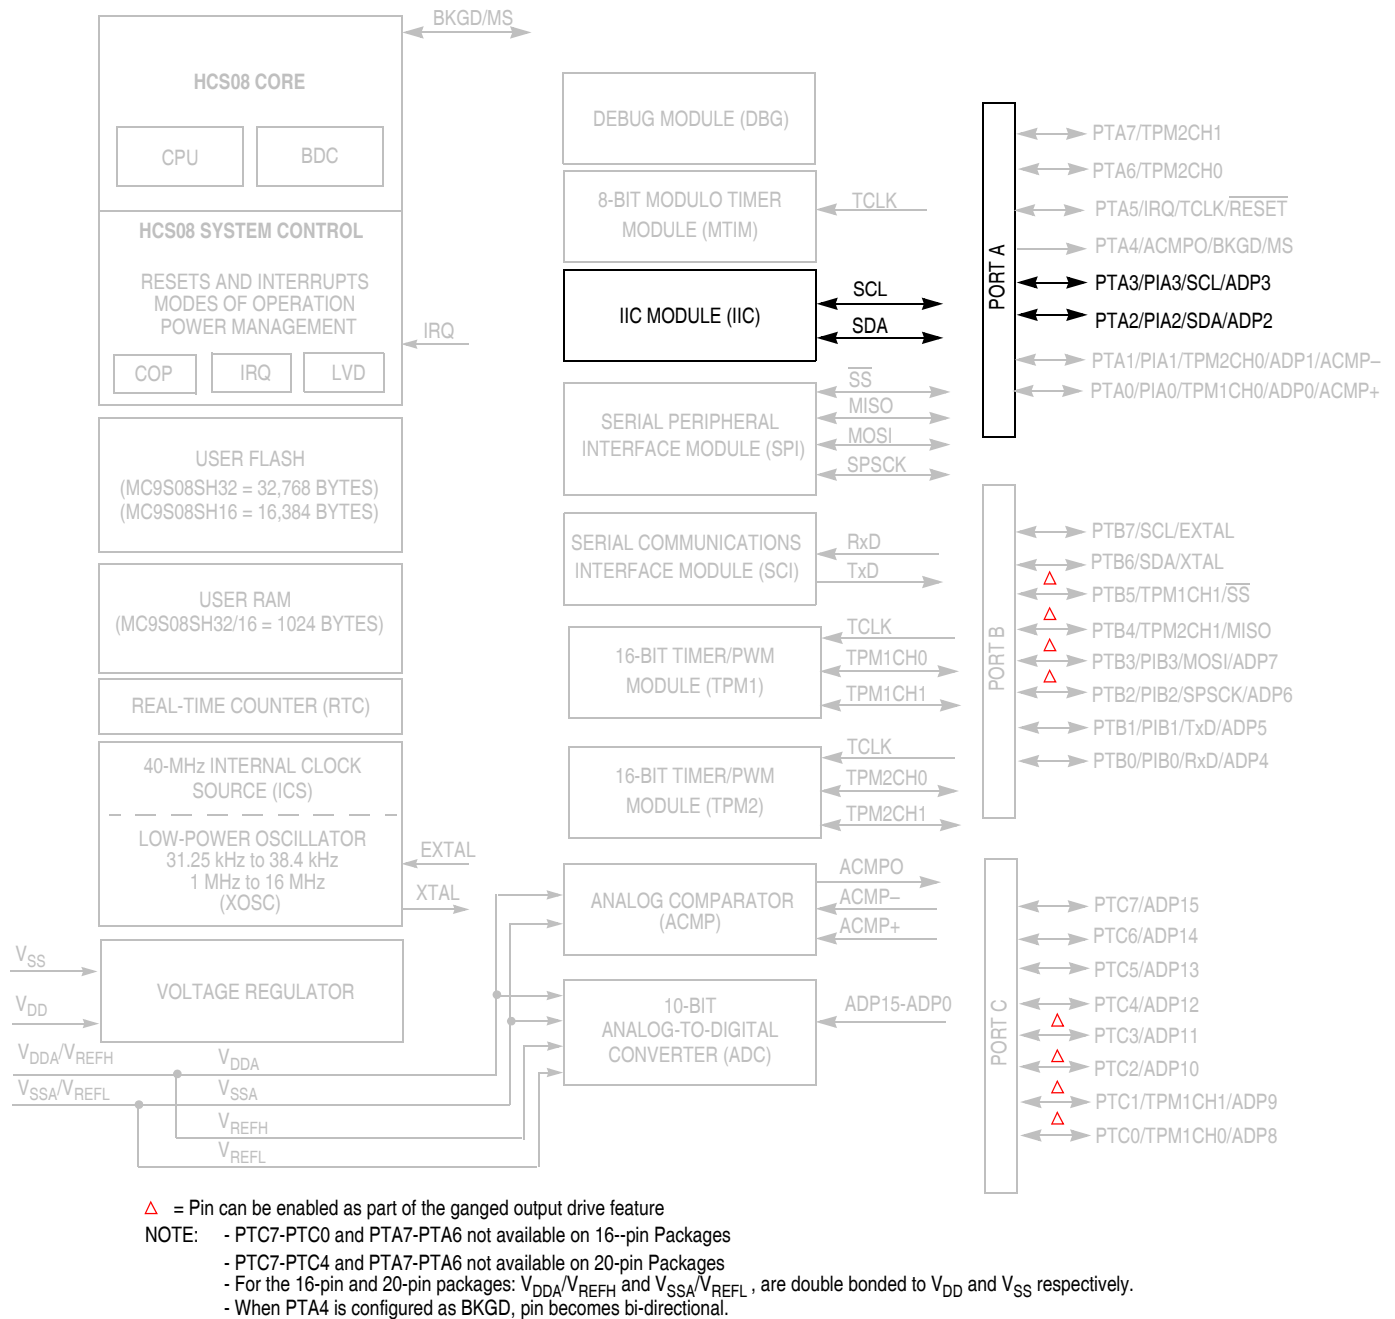 BKGD/MS
HCS08 CORE
CPU
BDC
HCS08 SYSTEM CONTROL
RESETS AND INTERRUPTS
MODES OF OPERATION
POWER MANAGEMENT
IRQ
COP
IRQ
LVD
USER FLASH
(MC9S08SH32 = 32,768 BYTES)
(MC9S08SH16 = 16,384 BYTES)
USER RAM
(MC9S08SH32/16 = 1024 BYTES)
REAL-TIME COUNTER (RTC)
40-MHz INTERNAL CLOCK
SOURCE (ICS)
LOW-POWER OSCILLATOR
31.25 kHz to 38.4 kHz
1 MHz to 16 MHz
(XOSC)
EXTAL
XTAL
VSS
VDD
VOLTAGE REGULATOR
VDDA/VREFH
VDDA
VSSA/VREFL
VSSA
VREFH
VREFL
DEBUG MODULE (DBG)
8-BIT MODULO TIMER
MODULE (MTIM)
TCLK
IIC MODULE (IIC)
SCL
SDA
SERIAL PERIPHERAL
INTERFACE MODULE (SPI)
SS
MISO
MOSI
SPSCK
SERIAL COMMUNICATIONS
INTERFACE MODULE (SCI)
RxD
TxD
16-BIT TIMER/PWM
MODULE (TPM1)
TCLK
TPM1CH0
TPM1CH1
16-BIT TIMER/PWM
MODULE (TPM2)
TCLK
TPM2CH0
TPM2CH1
ANALOG COMPARATOR
(ACMP)
ACMPO
ACMP–
ACMP+
10-BIT
ANALOG-TO-DIGITAL
CONVERTER (ADC)
ADP15-ADP0
PORT A
PTA7/TPM2CH1
PTA6/TPM2CH0
PTA5/IRQ/TCLK/RESET
PTA4/ACMPO/BKGD/MS
PTA3/PIA3/SCL/ADP3
PTA2/PIA2/SDA/ADP2
PTA1/PIA1/TPM2CH0/ADP1/ACMP–
PTA0/PIA0/TPM1CH0/ADP0/ACMP+
PORT B
PTB7/SCL/EXTAL
PTB6/SDA/XTAL
PTB5/TPM1CH1/SS
PTB4/TPM2CH1/MISO
PTB3/PIB3/MOSI/ADP7
PTB2/PIB2/SPSCK/ADP6
PTB1/PIB1/TxD/ADP5
PTB0/PIB0/RxD/ADP4
PORT C
PTC7/ADP15
PTC6/ADP14
PTC5/ADP13
PTC4/ADP12
PTC3/ADP11
PTC2/ADP10
PTC1/TPM1CH1/ADP9
PTC0/TPM1CH0/ADP8
Δ = Pin can be enabled as part of the ganged output drive feature
NOTE: - PTC7-PTC0 and PTA7-PTA6 not available on 16--pin Packages
- PTC7-PTC4 and PTA7-PTA6 not available on 20-pin Packages
- For the 16-pin and 20-pin packages: VDDA/VREFH and VSSA/VREFL , are double bonded to VDD and VSS respectively.
- When PTA4 is configured as BKGD, pin becomes bi-directional.